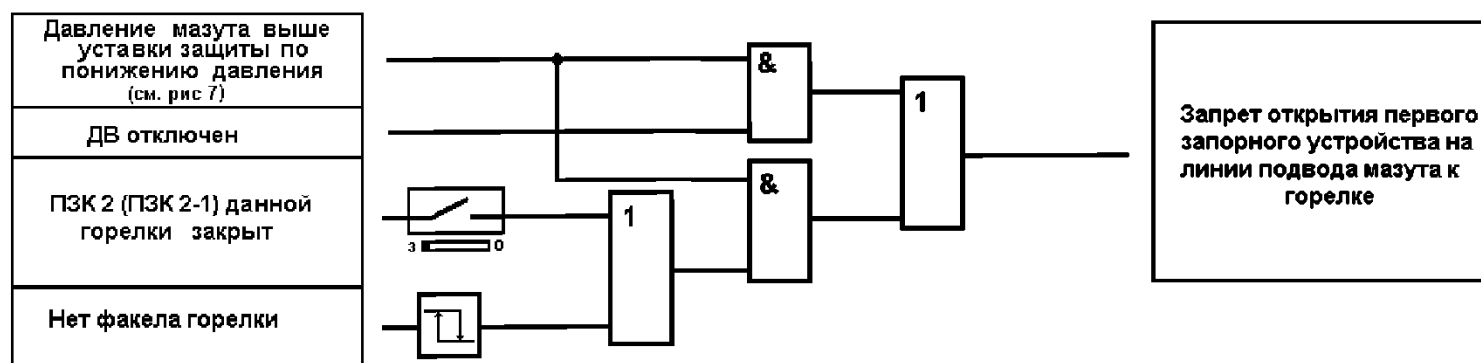 Давление мазута выше
уставки защиты по
понижению давления
(см. рис 7)
ДВ отключен
ПЗК 2 (ПЗК 2-1) данной
горелки закрыт
Нет факела горелки
З О
1
&
&
1
Запрет открытия первого
запорного устройства на
линии подвода мазута к
горелке